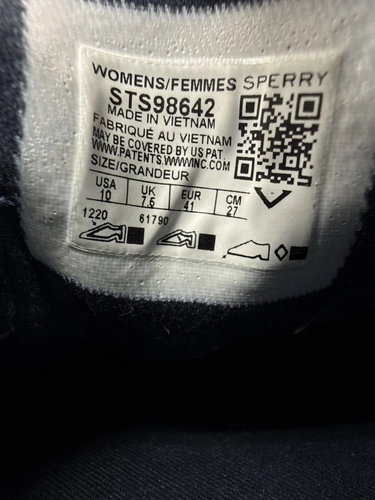 WOMENS/FEMMES SPERRY
STS98642
MADE IN VIETNAM
FABRIQUÉ AU VIETNAM
MAY BE COVERED BY US PAT
WWW.PATENTS.WWWINC.COM
SIZE/GRANDEUR
USA UK EUR CM
10 7.5 41 27
1220 61790